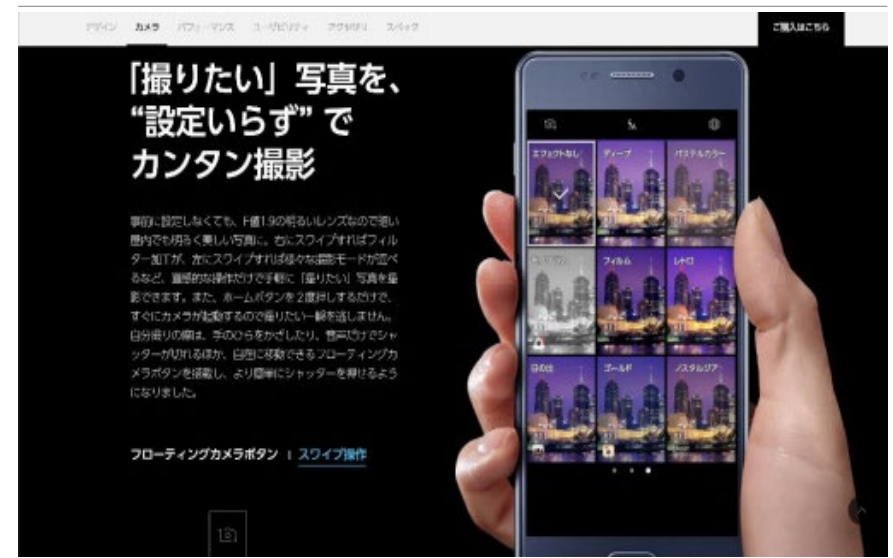 デザイン カメラ パフォーマンス ユーザビリティ アクセサリ スペック
ご購入はこちら
「撮りたい」写真を、
“設定いらず” で
カンタン撮影
事前に設定しなくても、F値1.9の明るいレンズなので暗い
屋内でも明るく美しい写真に。右にスワイプすればフィル
ター加工が、左にスワイプすれば様々な撮影モードが選べ
るなど、直感的な操作だけで手軽に「撮りたい」写真を撮
影できます。また、ホームボタンを2度押しするだけで、
すぐにカメラが起動するので撮りたい一瞬を逃しません。
自分撮りの際は、手のひらをかざしたり、音声だけでシャ
ッターが切れるほか、自在に移動できるフローティングカ
メラボタンを搭載し、より簡単にシャッターを押せるよう
になりました。
フローティングカメラボタン | スワイプ操作
エフェクトなし ディープ パステルカラー
フィルム レトロ
日の出 ゴールド ノスタルジア